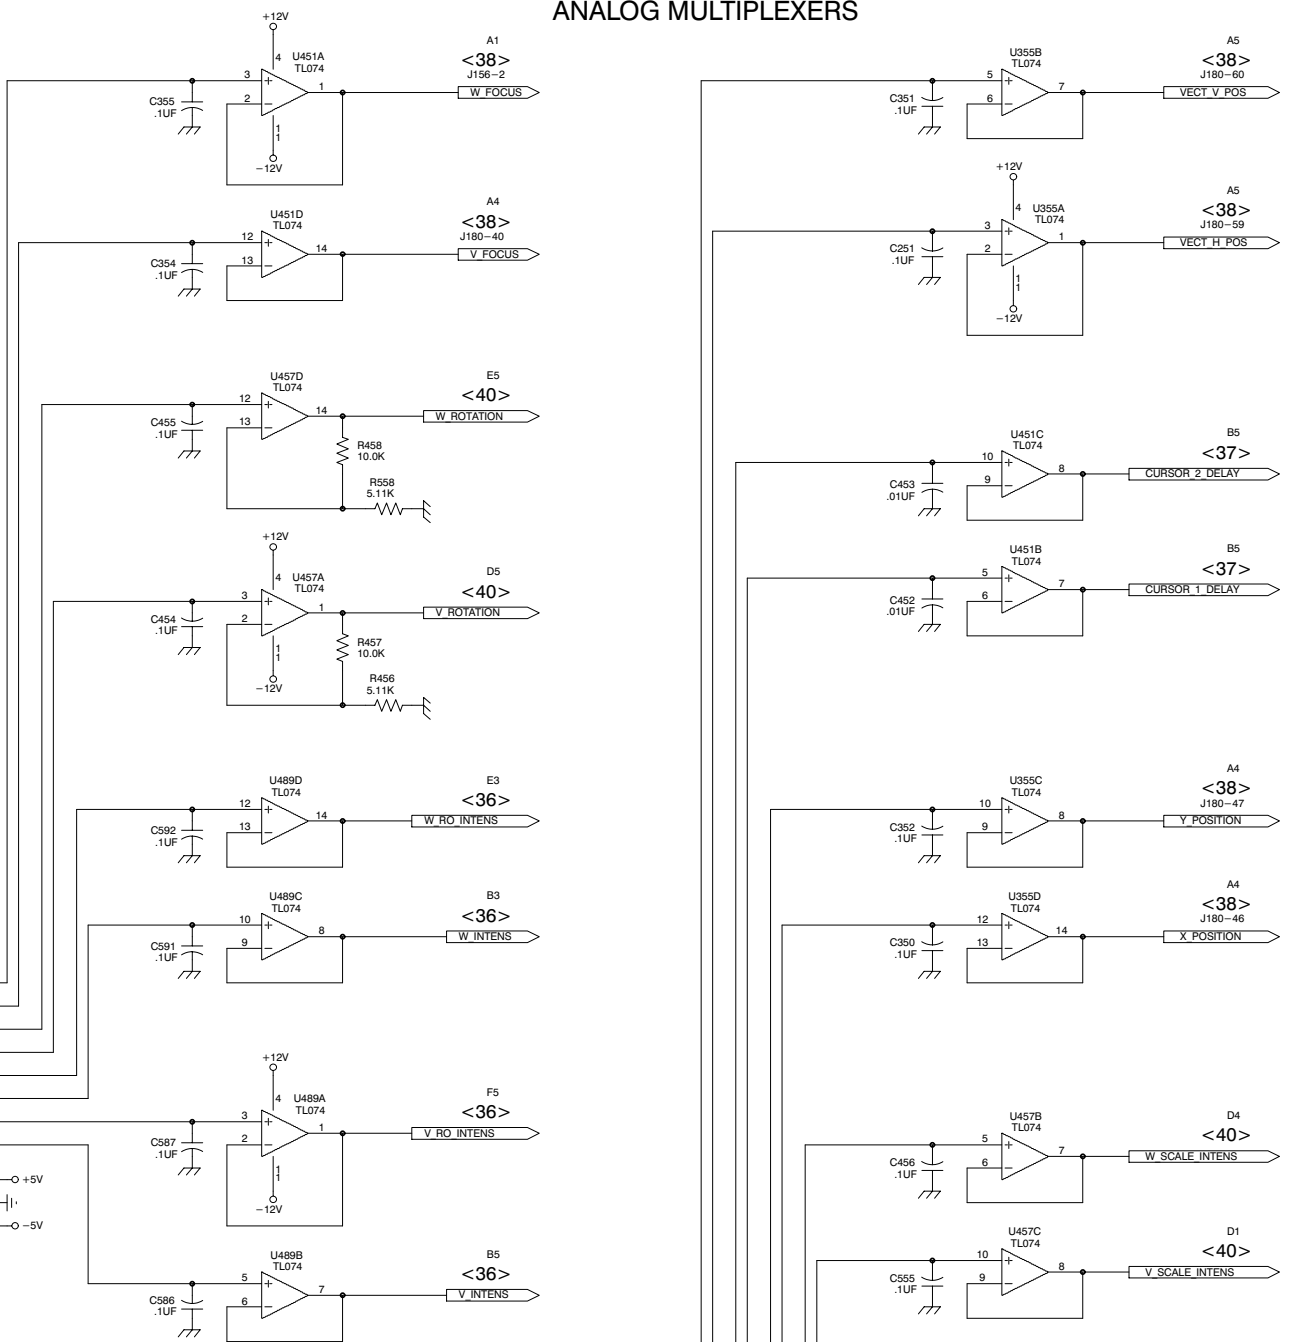 ANALOG MULTIPLEXERS
+12V
4
U451A
TL074
3
+
1
2
−
C355
.1UF
11
−12V
A1
<38>
J156−2
W_FOCUS
U451D
TL074
12
+
14
13
−
C354
.1UF
A4
<38>
J180−40
V_FOCUS
U457D
TL074
12
+
14
13
−
C455
.1UF
R458
10.0K
R558
5.11K
E5
<40>
W_ROTATION
+12V
4
U457A
TL074
3
+
1
2
−
C454
.1UF
11
−12V
R457
10.0K
R456
5.11K
D5
<40>
V_ROTATION
U489D
TL074
12
+
14
13
−
C592
.1UF
E3
<36>
W_RO_INTENS
U489C
TL074
10
+
8
9
−
C591
.1UF
B3
<36>
W_INTENS
+12V
4
U489A
TL074
3
+
1
2
−
C587
.1UF
11
−12V
F5
<36>
V_RO_INTENS
+5V
−5V
U489B
TL074
5
+
7
6
−
C586
.1UF
B5
<36>
V_INTENS
U355B
TL074
5
+
7
6
−
C351
.1UF
A5
<38>
J180−60
VECT_V_POS
+12V
4
U355A
TL074
3
+
1
2
−
C251
.1UF
11
−12V
A5
<38>
J180−59
VECT_H_POS
U451C
TL074
10
+
8
9
−
C453
.01UF
B5
<37>
CURSOR_2_DELAY
U451B
TL074
5
+
7
6
−
C452
.01UF
B5
<37>
CURSOR_1_DELAY
U355C
TL074
10
+
8
9
−
C352
.1UF
A4
<38>
J180−47
Y_POSITION
U355D
TL074
12
+
14
13
−
C350
.1UF
A4
<38>
J180−46
X_POSITION
U457B
TL074
5
+
7
6
−
C456
.1UF
D4
<40>
W_SCALE_INTENS
U457C
TL074
10
+
8
9
−
C555
.1UF
D1
<40>
V_SCALE_INTENS